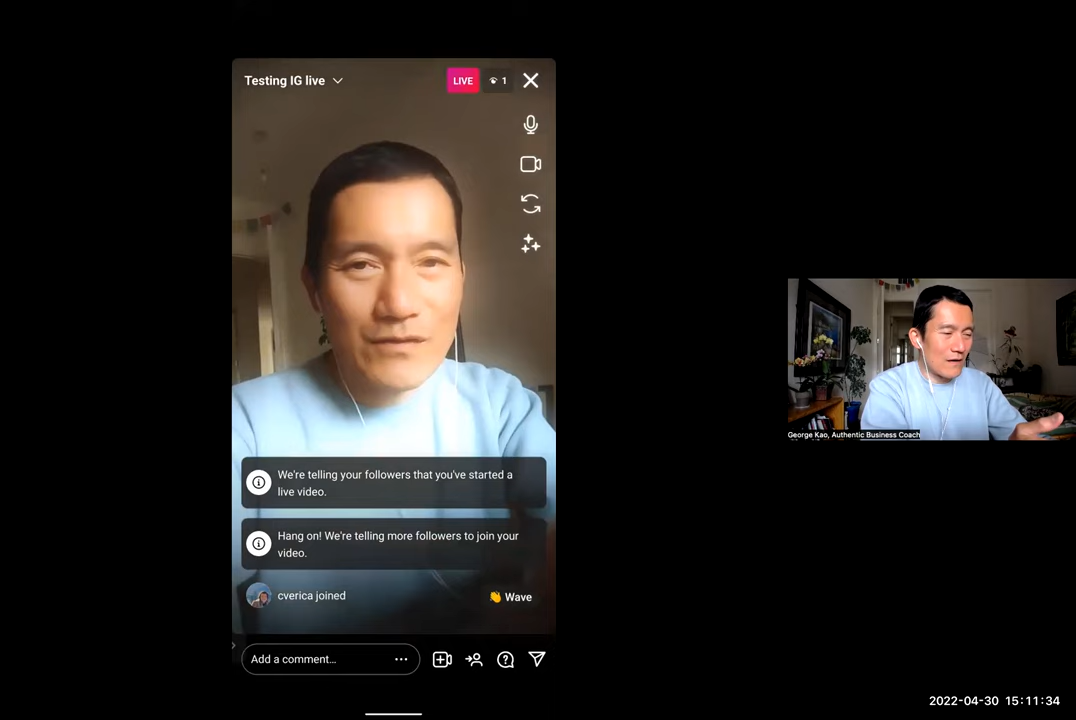 Testing IG live
LIVE
1
We're telling your followers that you've started a
live video.
Hang on! We're telling more followers to join your
video.
cverica joined
👋 Wave
Add a comment...
George Kao, Authentic Business Coach
2022-04-30 15:11:34